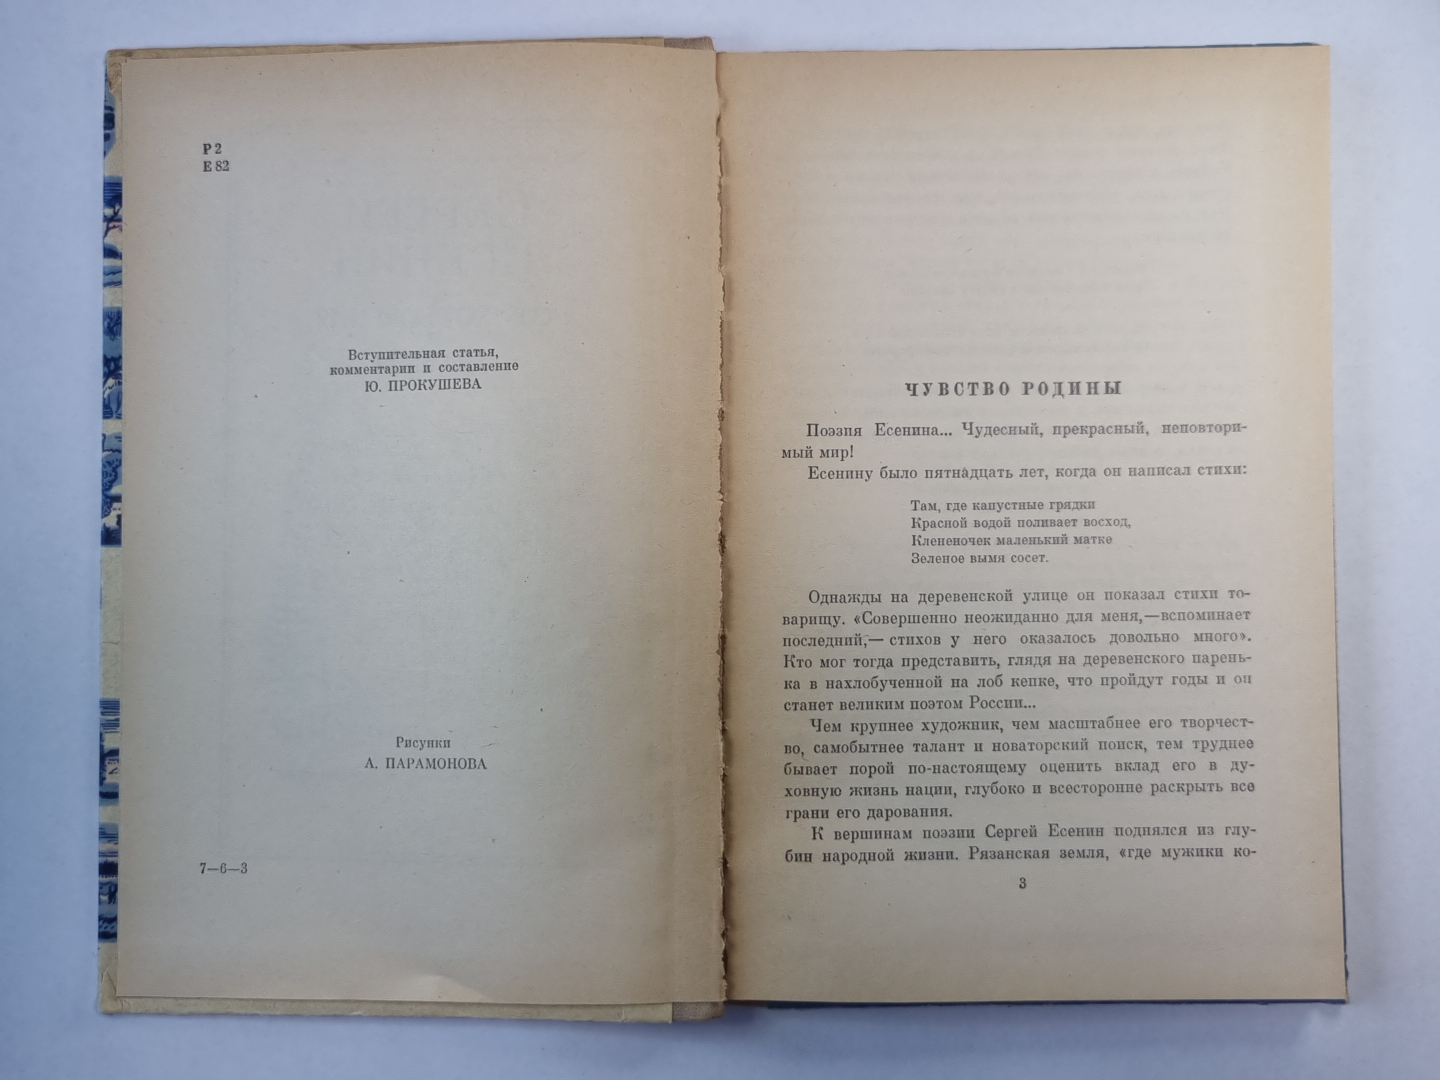 Р2
Е82
Вступительная статья,
комментарии и составление
Ю. ПРОКУШЕВА
Рисунки
А. ПАРАМОНОВА
7—6—3
ЧУВСТВО РОДИНЫ
Поэзия Есенина... Чудесный, прекрасный, неповтори-
мый мир!
Есенину было пятнадцать лет, когда он написал стихи:
Там, где капустные грядки
Красной водой поливает восход,
Клененочек маленький матке
Зеленое вымя сосет.
Однажды на деревенской улице он показал стихи то-
варищу. «Совершенно неожиданно для меня,—вспоминает
последний,— стихов у него оказалось довольно много».
Кто мог тогда представить, глядя на деревенского парень-
ка в нахлобученной на лоб кепке, что пройдут годы и он
станет великим поэтом России...
Чем крупнее художник, чем масштабнее его творчест-
во, самобытнее талант и новаторский поиск, тем труднее
бывает порой по-настоящему оценить вклад его в ду-
ховную жизнь нации, глубоко и всесторонне раскрыть все
грани его дарования.
К вершинам поэзии Сергей Есенин поднялся из глу-
бин народной жизни. Рязанская земля, «где мужики ко-
3